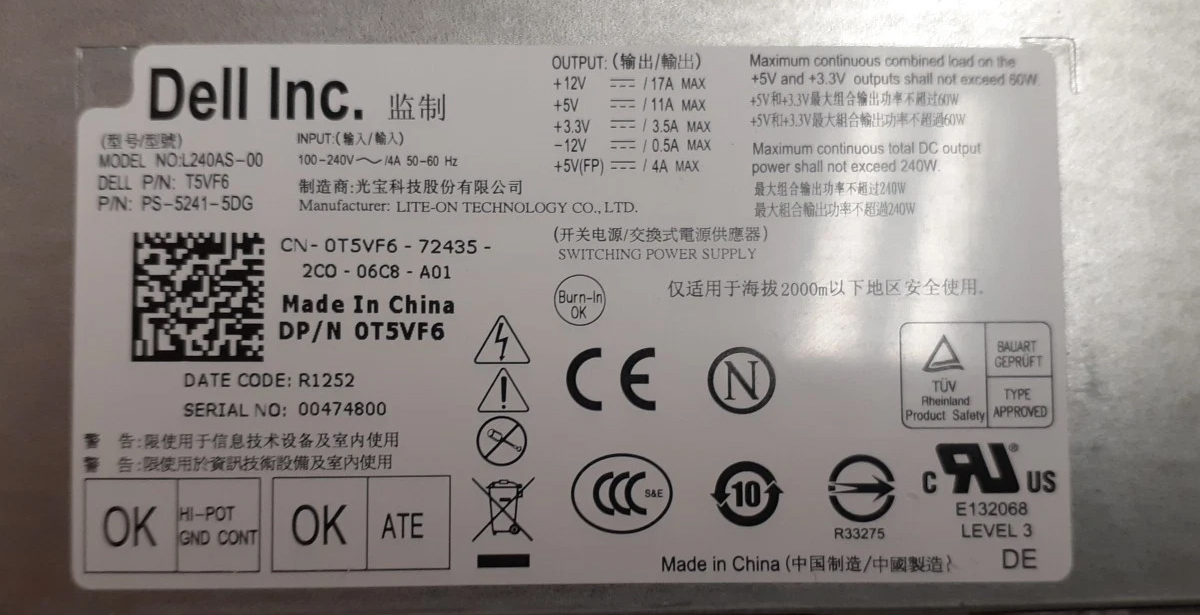 Dell Inc. 监制
(型号/型號)
MODEL NO:L240AS-00
DELL P/N: T5VF6
P/N: PS-5241-5DG
INPUT:(输入/輸入)
100-240V~/4A 50-60 Hz
制造商:光宝科技股份有限公司
Manufacturer: LITE-ON TECHNOLOGY CO., LTD.
OUTPUT: (输出/輸出)
+12V ⎓ / 17A MAX
+5V ⎓ / 11A MAX
+3.3V ⎓ / 3.5A MAX
-12V ⎓ / 0.5A MAX
+5V(FP) ⎓ / 4A MAX
Maximum continuous combined load on the
+5V and +3.3V outputs shall not exceed 60W.
+5V和+3.3V最大组合输出功率不超过60W
+5V和+3.3V最大組合輸出功率不超過60W
Maximum continuous total DC output
power shall not exceed 240W.
最大组合输出功率不超过240W
最大組合輸出功率不超過240W
(开关电源/交換式電源供應器)
SWITCHING POWER SUPPLY
CN- 0T5VF6 - 72435 -
2C0 - 06C8 - A01
Made In China
DP/N 0T5VF6
DATE CODE: R1252
SERIAL NO: 00474800
警 告:限使用于信息技术设备及室内使用
警 告:限使用於資訊技術設備及室內使用
OK HI-POT
GND CONT
OK ATE
Burn-In
OK
仅适用于海拔2000m以下地区安全使用.
CE
N
TÜV
Rheinland
Product Safety
BAUART
GEPRÜFT
TYPE
APPROVED
CCC S&E
10
R33275
C RU ® US
E132068
LEVEL 3
Made in China (中国制造/中國製造)
DE